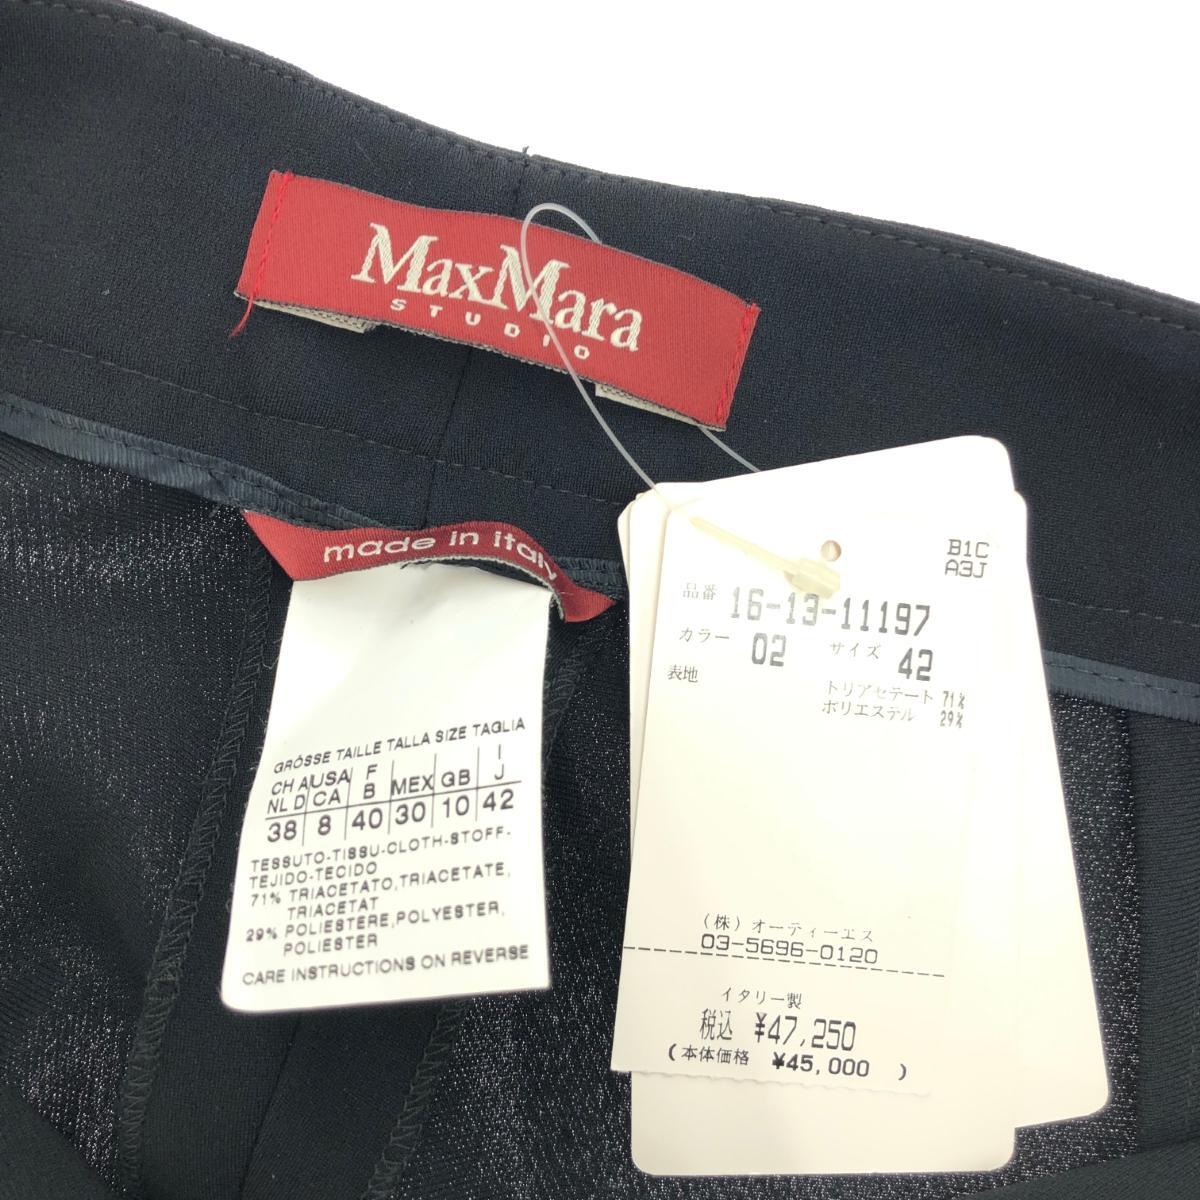 MaxMara
STUDIO
made in italy
GRÖSSE TAILLE TALLA SIZE TAGLIA
CH A USA F MEX GB I
NL D CA B J
38 8 40 30 10 42
TESSUTO-TISSU-CLOTH-STOFF-
TEJIDO-TECIDO
71% TRIACETATO,TRIACETATE,
TRIACETAT
29% POLIESTERE,POLYESTER,
POLIESTER
CARE INSTRUCTIONS ON REVERSE
B1C
A3J
品番 16-13-11197
カラー 02 サイズ 42
表地
トリアセテート 71%
ポリエステル 29%
(株)オーティーエス
03-5696-0120
イタリー製
税込 ¥47,250
(本体価格 ¥45,000 )